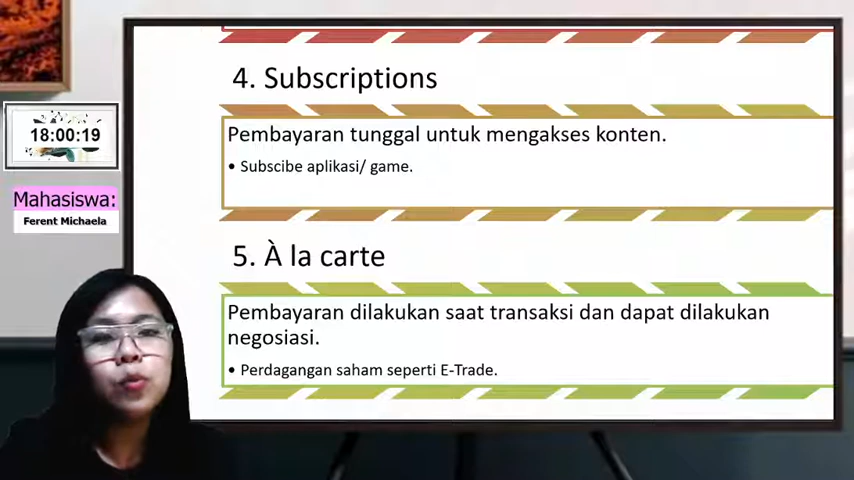 4. Subscriptions
Pembayaran tunggal untuk mengakses konten.
• Subscibe aplikasi/ game.
5. À la carte
Pembayaran dilakukan saat transaksi dan dapat dilakukan
negosiasi.
• Perdagangan saham seperti E-Trade.
18:00:19
Mahasiswa:
Ferent Michaela